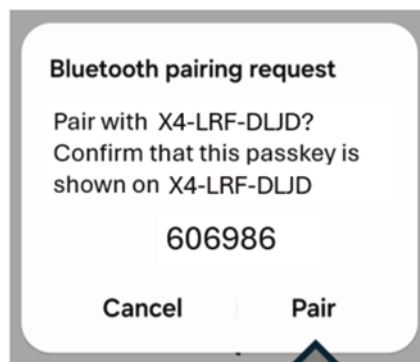 Bluetooth pairing request
Pair with X4-LRF-DLJD?
Confirm that this passkey is
shown on X4-LRF-DLJD
606986
Cancel Pair